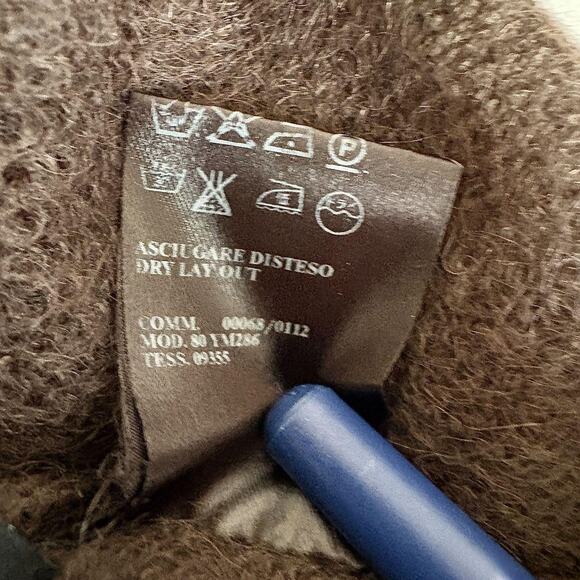 P
ASCIUGARE DISTESO
DRY LAY OUT
COMM. 00068/0112
MOD. 80 YM286
TESS. 09355